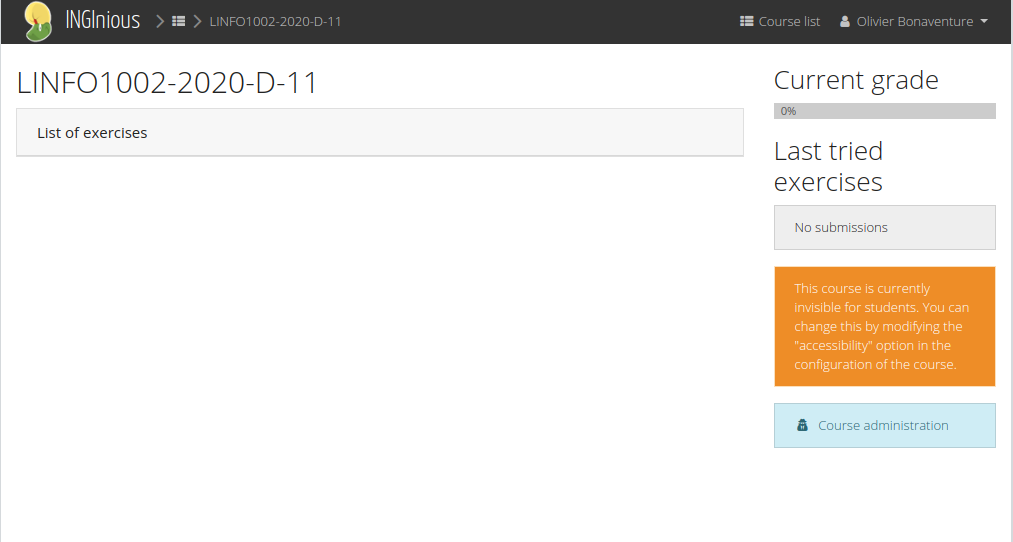 INGInious
LINFO1002-2020-D-11
Course list
Olivier Bonaventure
LINFO1002-2020-D-11
List of exercises
Current grade
0%
Last tried
exercises
No submissions
This course is currently
invisible for students. You can
change this by modifying the
"accessibility" option in the
configuration of the course.
Course administration